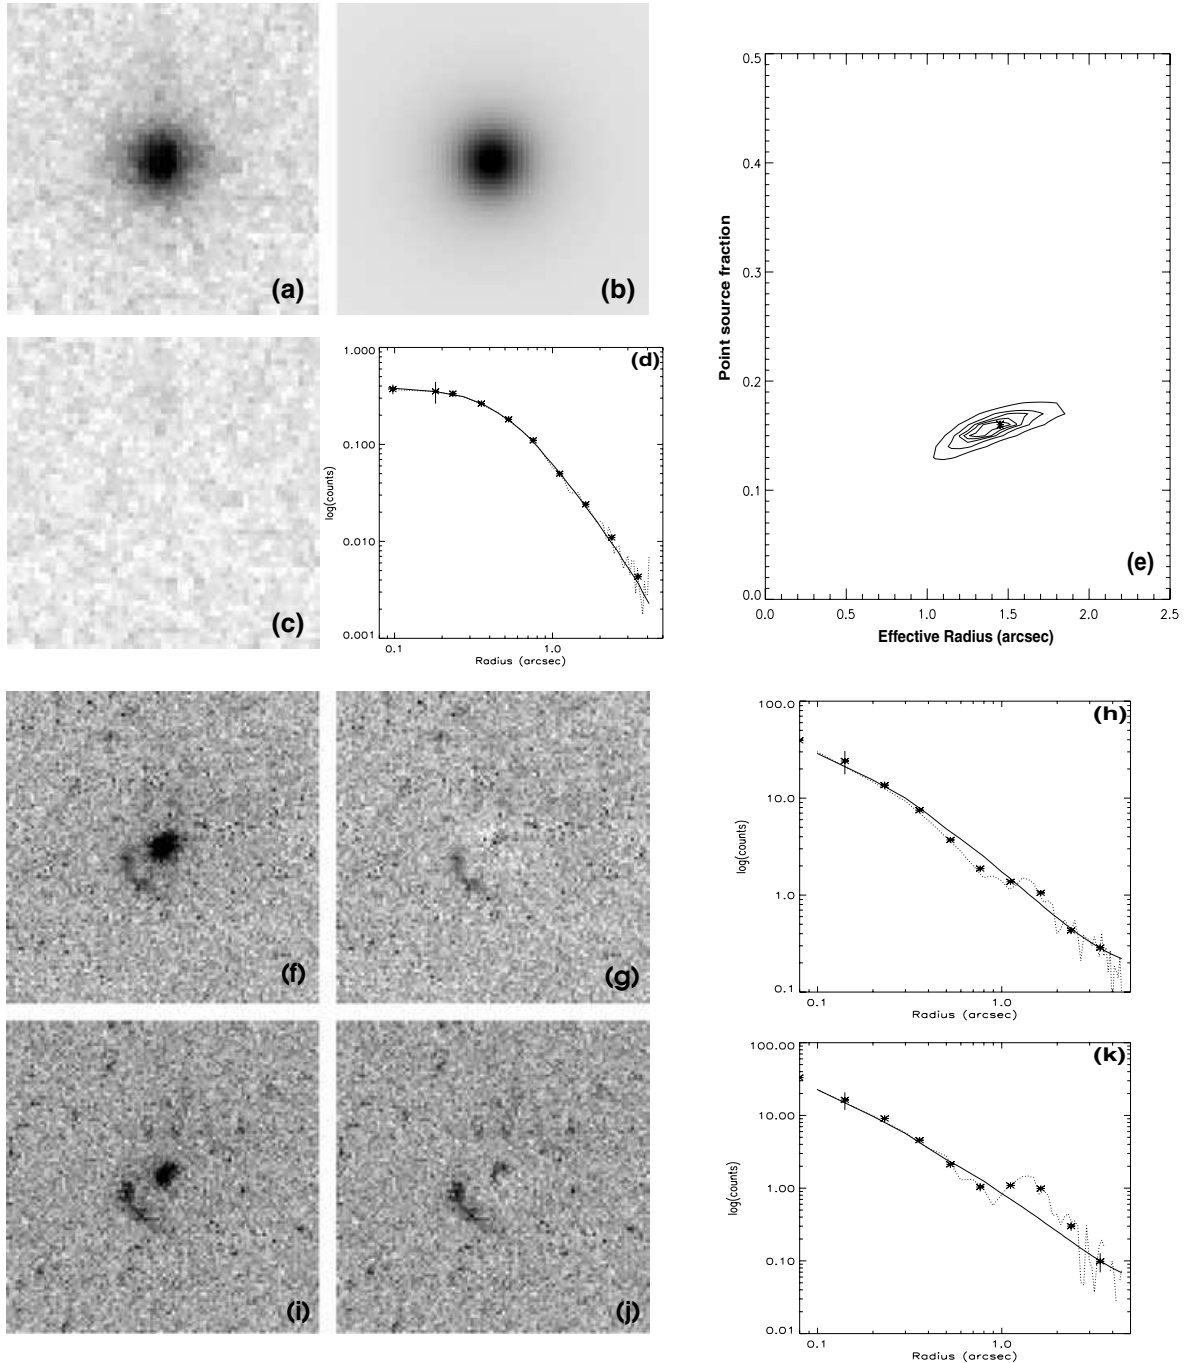 (a)
(b)
(c)
(d)
1.000
0.100
0.010
0.001
log(counts)
0.1
1.0
Radius (arcsec)
(e)
0.5
0.4
0.3
0.2
0.1
0.0
Point source fraction
0.0
0.5
1.0
1.5
2.0
2.5
Effective Radius (arcsec)
(f)
(g)
(h)
100.0
10.0
1.0
0.1
log(counts)
0.1
1.0
Radius (arcsec)
(i)
(j)
(k)
100.00
10.00
1.00
0.10
0.01
log(counts)
0.1
1.0
Radius (arcsec)